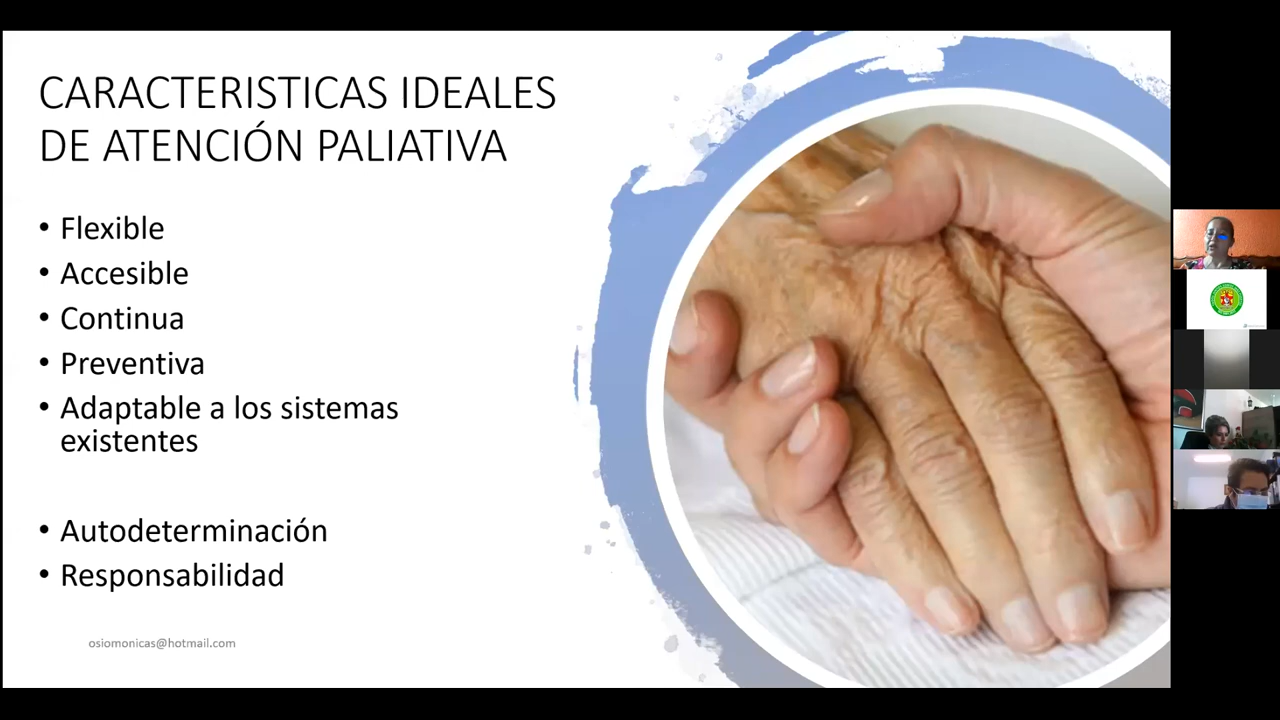 CARACTERISTICAS IDEALES
DE ATENCIÓN PALIATIVA
• Flexible
• Accesible
• Continua
• Preventiva
• Adaptable a los sistemas
existentes
• Autodeterminación
• Responsabilidad
osiomonicas@hotmail.com